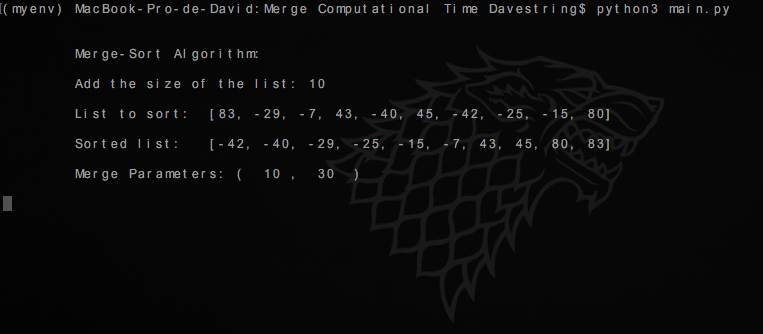 [(myenv) MacBook-Pro-de-David:Merge Computational Time Davestring$ python3 main.py
Merge-Sort Algorithm:
Add the size of the list: 10
List to sort: [83, -29, -7, 43, -40, 45, -42, -25, -15, 80]
Sorted list: [-42, -40, -29, -25, -15, -7, 43, 45, 80, 83]
Merge Parameters: ( 10 , 30 )